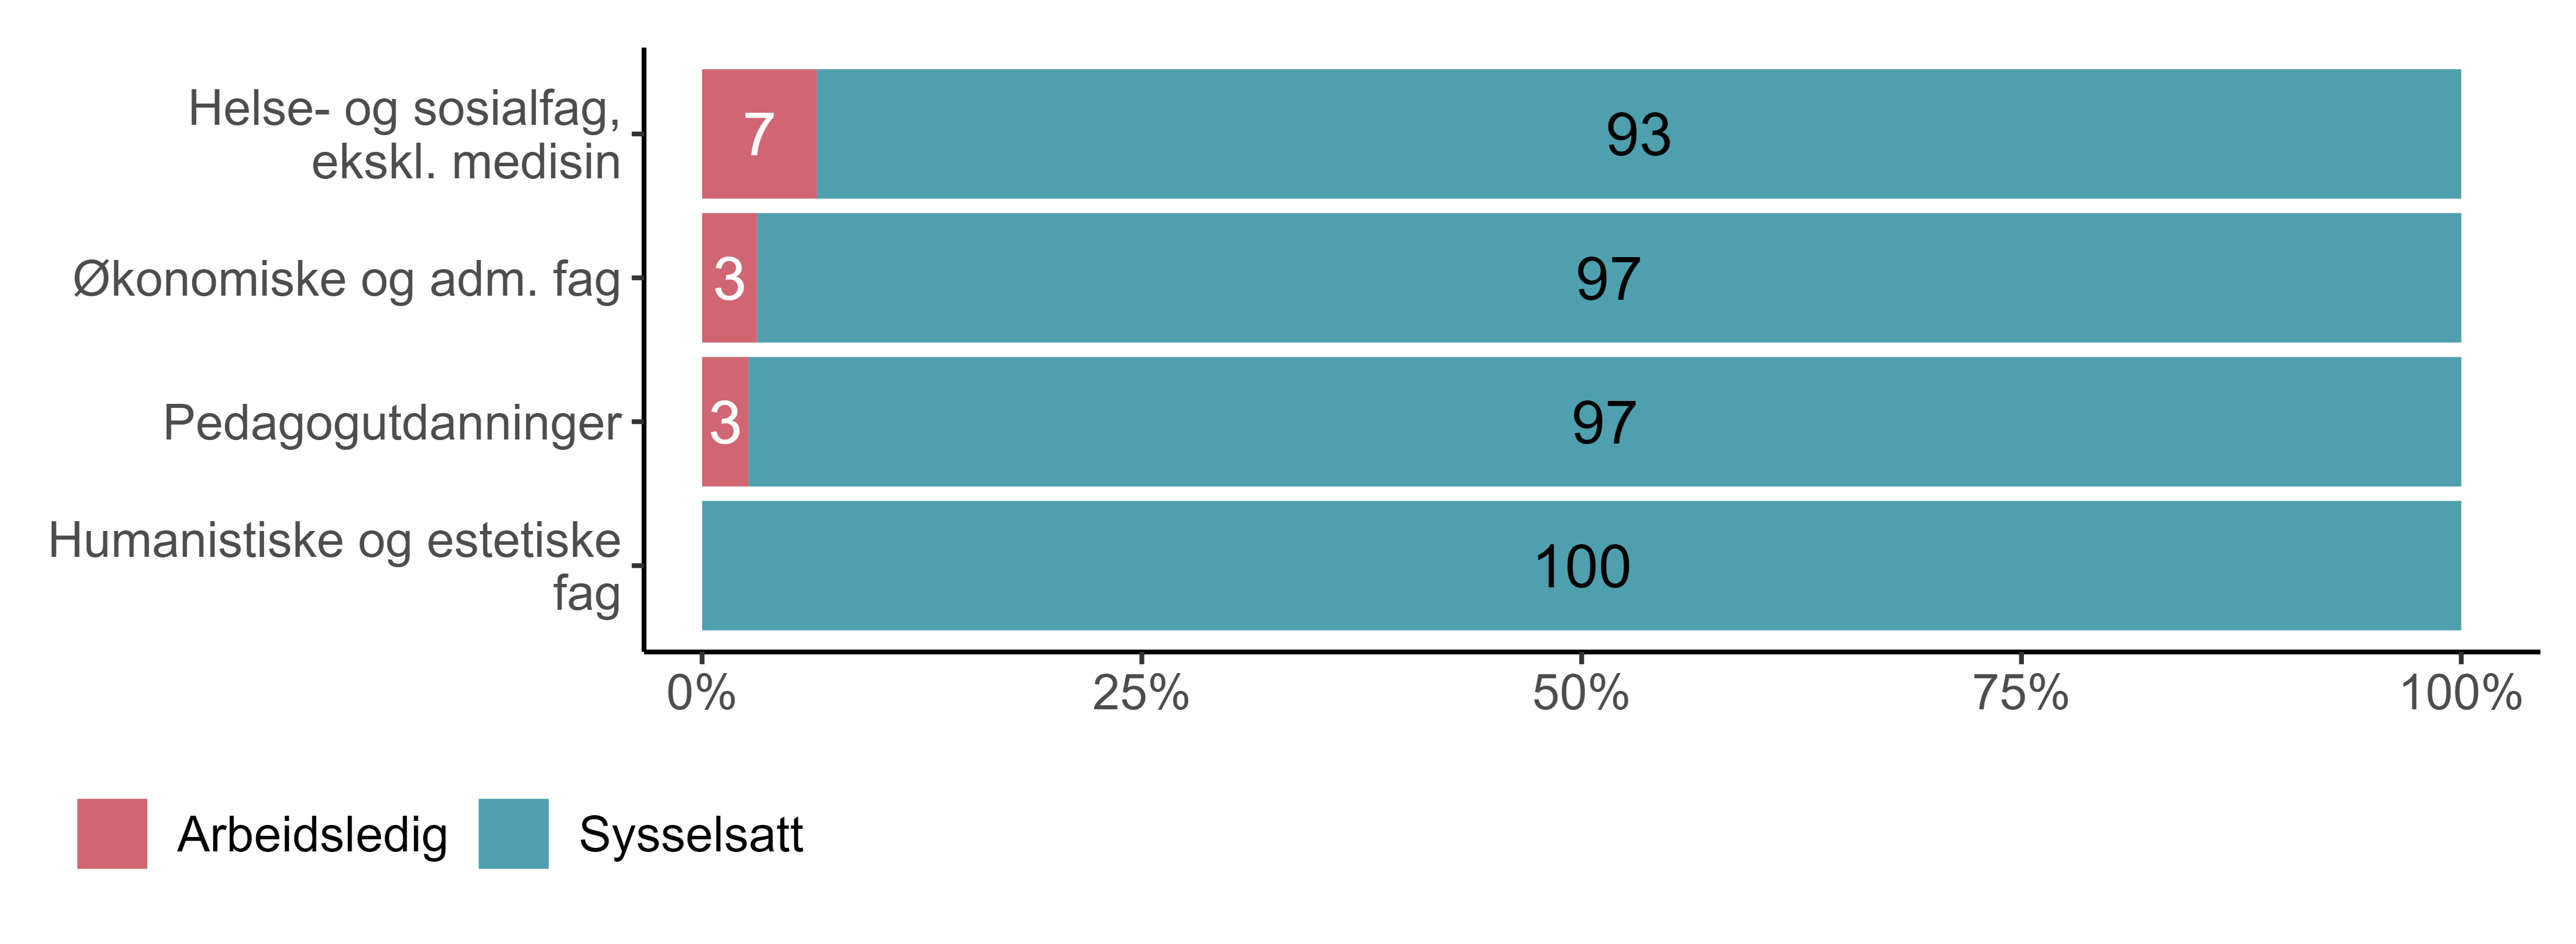 Helse- og sosialfag,
ekskl. medisin
7
93
Økonomiske og adm. fag
3
97
Pedagogutdanninger
3
97
Humanistiske og estetiske
fag
100
0%
25%
50%
75%
100%
Arbeidsledig
Sysselsatt